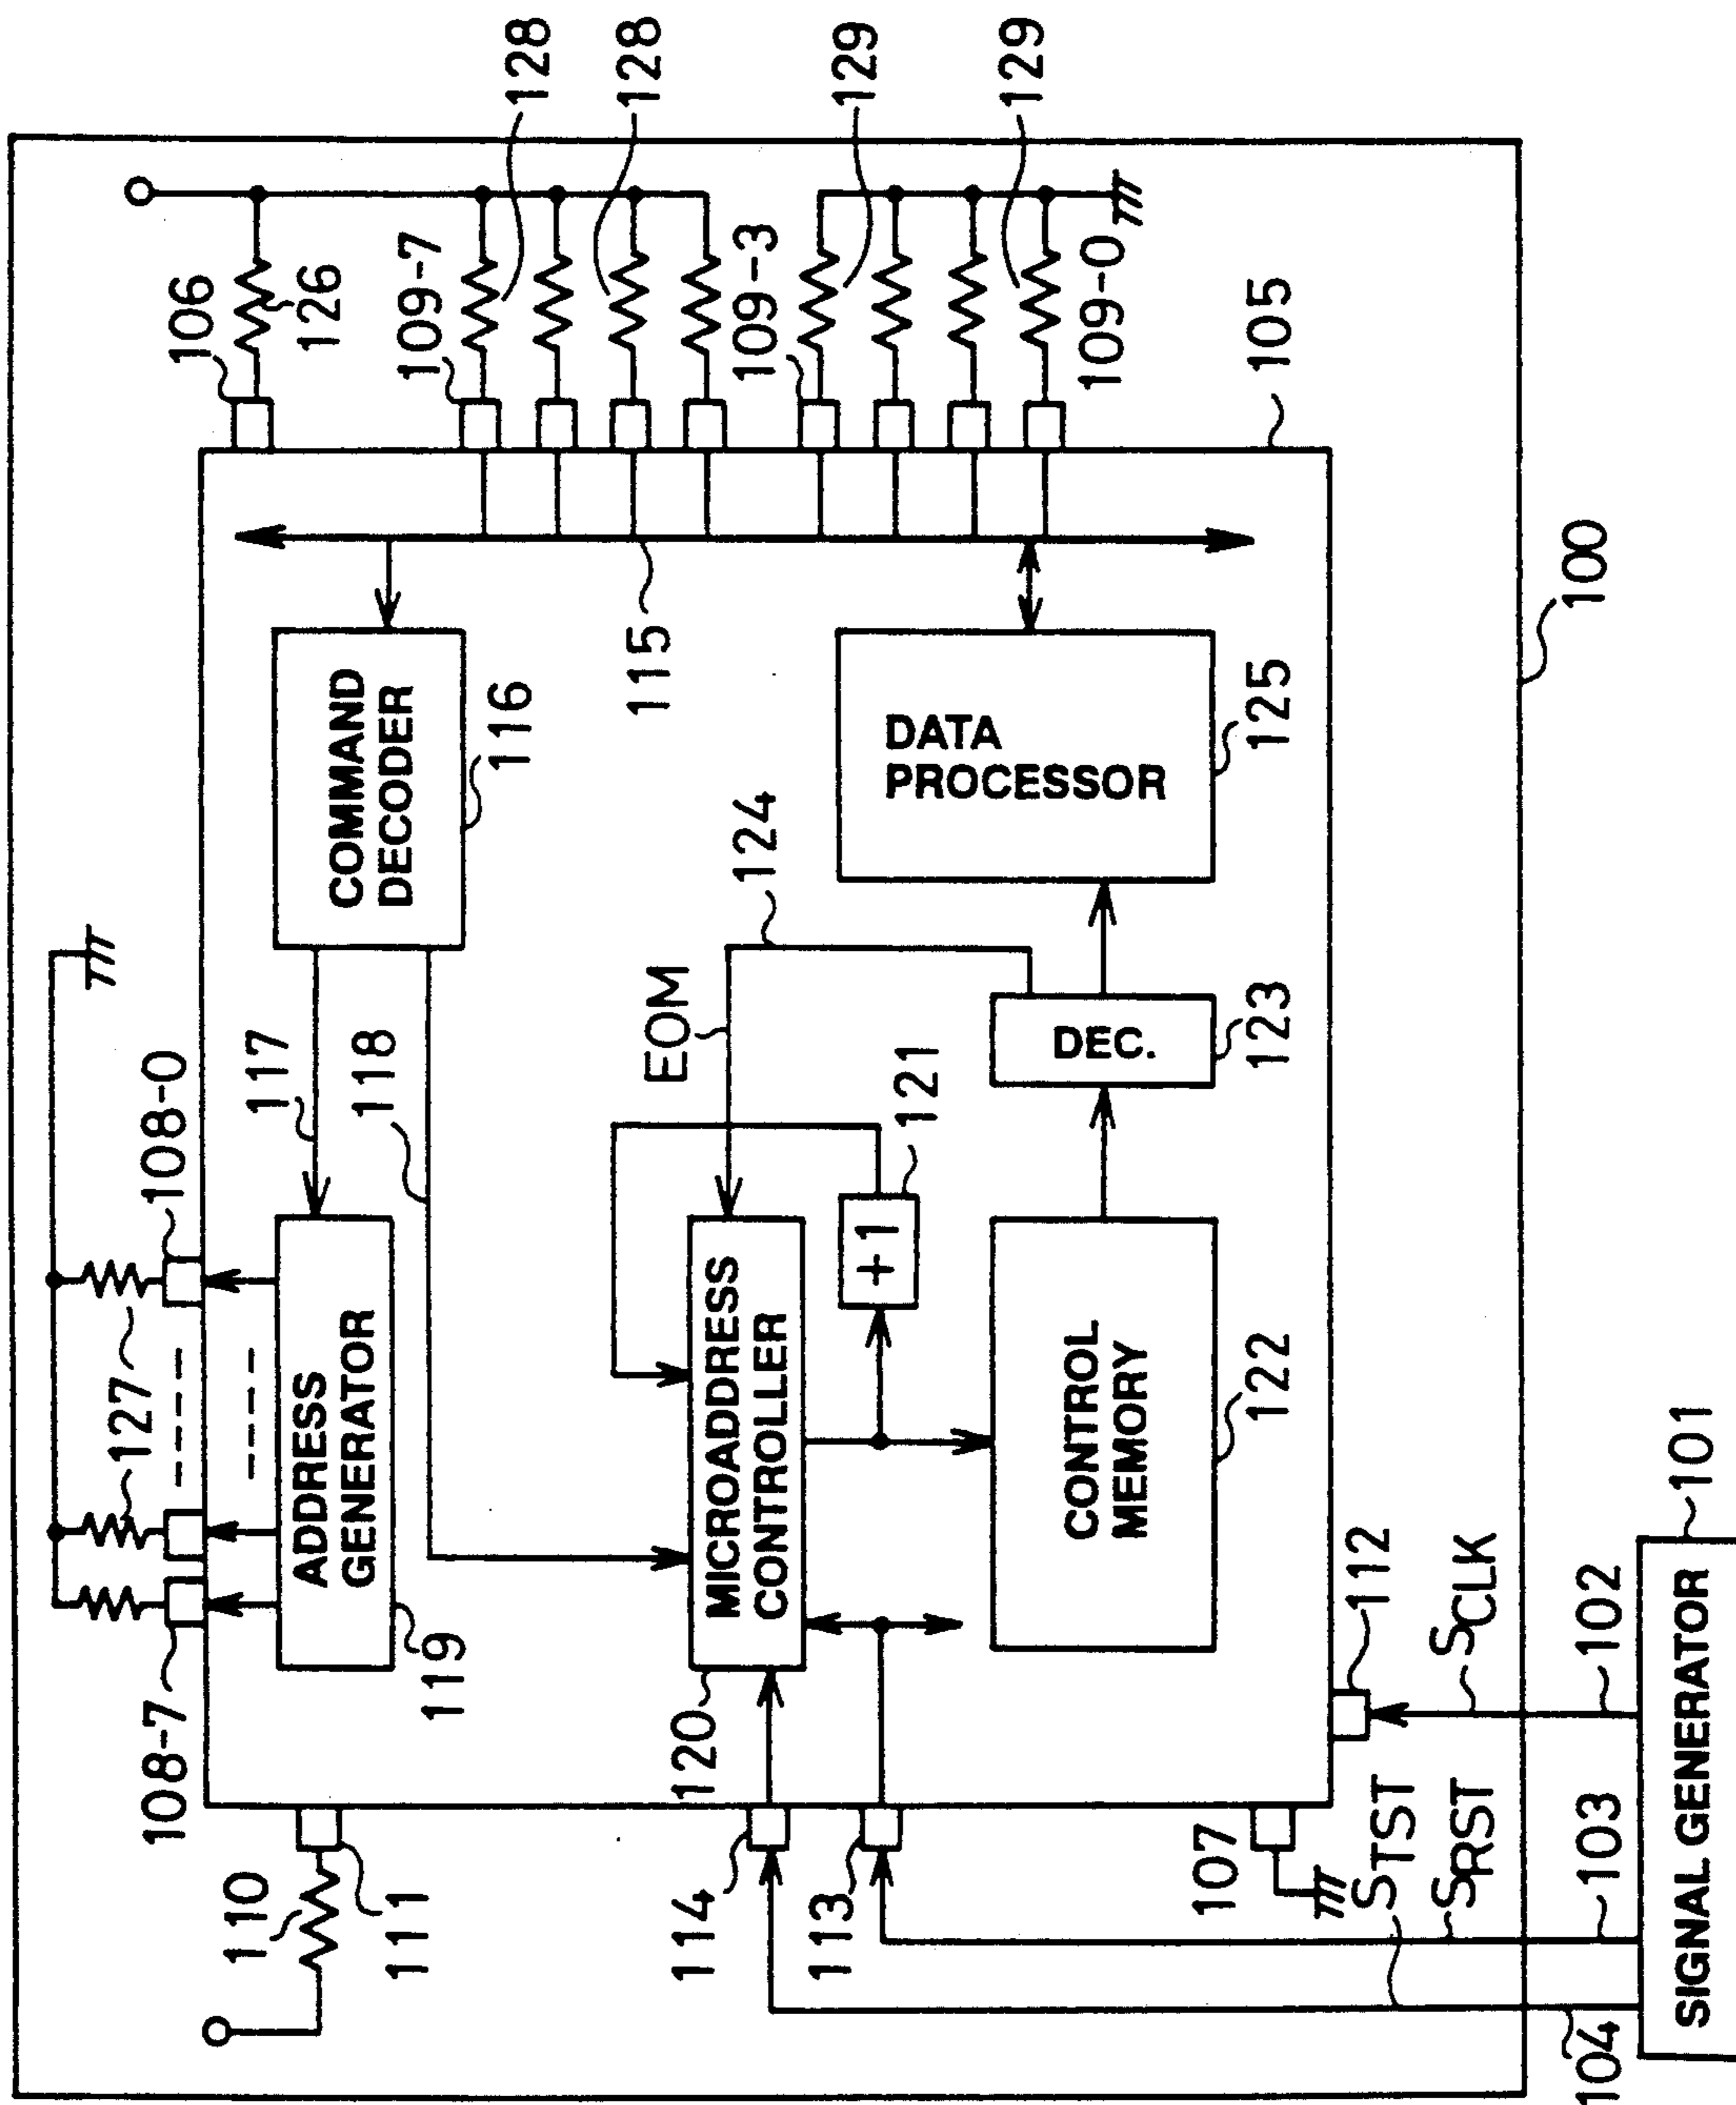 108-7
127
108-0
106
110
117
126
ADDRESS
GENERATOR
COMMAND
DECODER
118
111
119
109-7
116
128
128
115
EOM
114
120
MICROADDRESS
CONTROLLER
124
109-3
113
129
+1
121
DATA
PROCESSOR
129
CONTROL
MEMORY
DEC.
109-0
107
122
123
125
105
112
STST
SRST
SCLK
100
104
103
102
101
SIGNAL GENERATOR